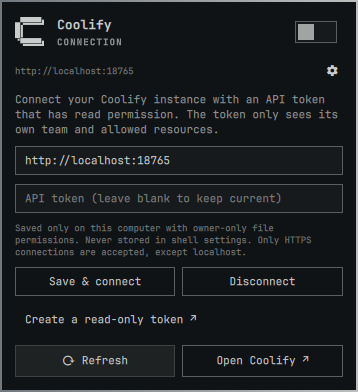 Coolify
CONNECTION
http://localhost:18765
Connect your Coolify instance with an API token
that has read permission. The token only sees its
own team and allowed resources.
http://localhost:18765
API token (leave blank to keep current)
Saved only on this computer with owner-only file
permissions. Never stored in shell settings. Only HTTPS
connections are accepted, except localhost.
Save & connect
Disconnect
Create a read-only token ↗
Refresh
Open Coolify ↗